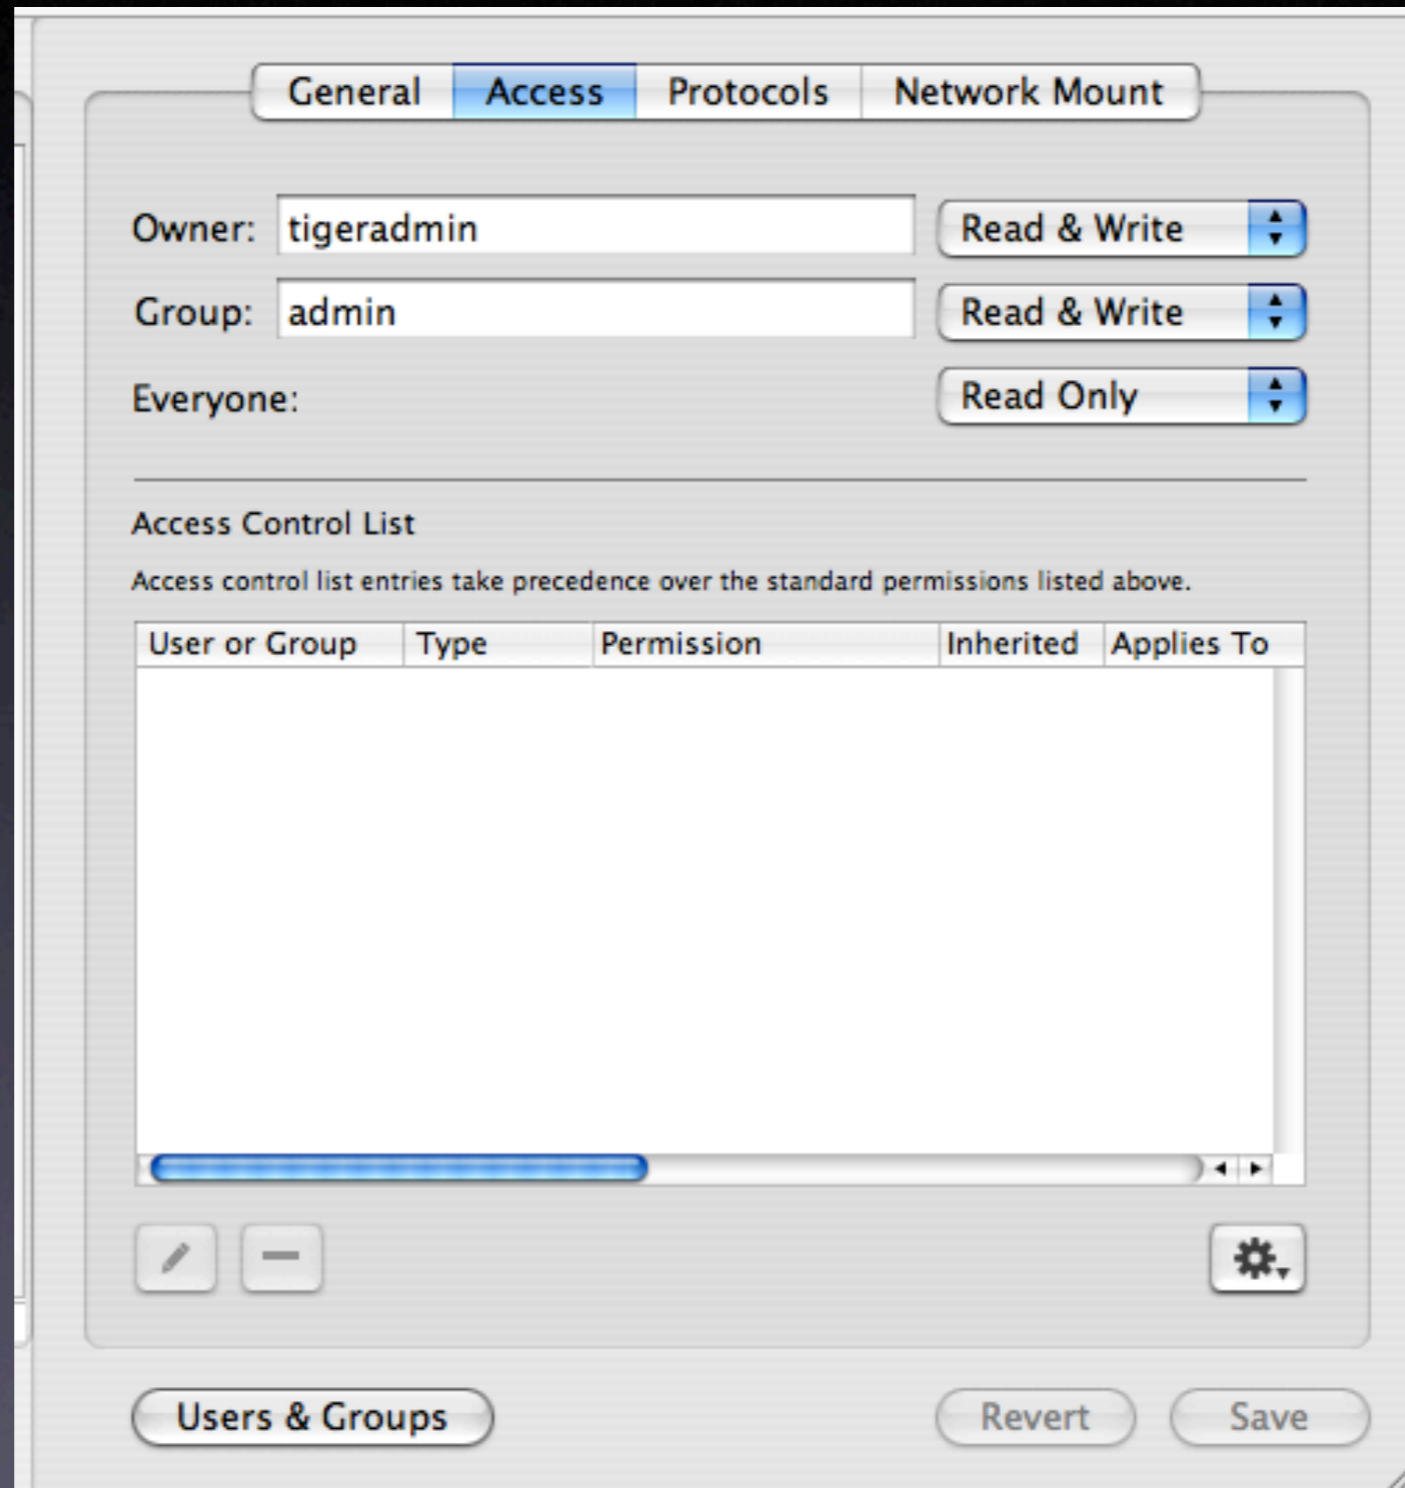 General Access Protocols Network Mount
Owner: tigeradmin Read & Write
Group: admin Read & Write
Everyone: Read Only
Access Control List
Access control list entries take precedence over the standard permissions listed above.
User or Group Type Permission Inherited Applies To
Users & Groups Revert Save